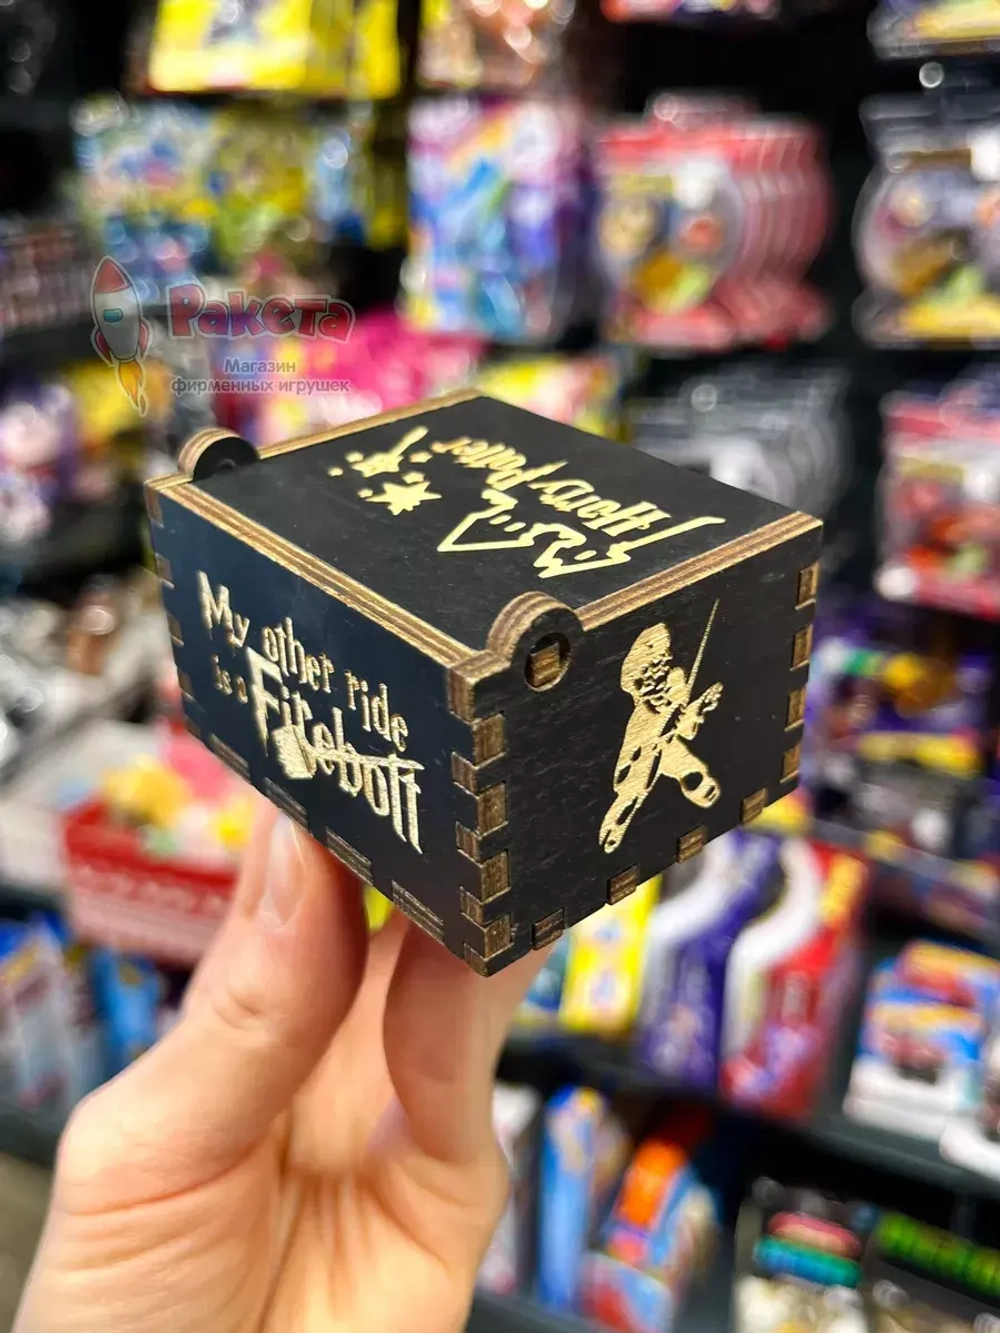 Ракета
Магазин
фирменных игрушек
Harry Potter
My other ride
is a
Firebolt